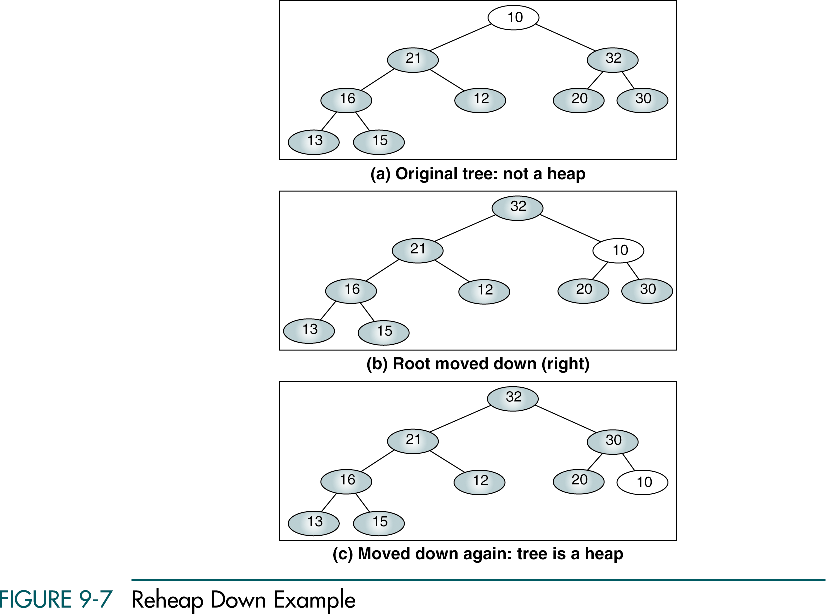 10
21 32
16 12 20 30
13 15
(a) Original tree: not a heap
32
21 10
16 12 20 30
13 15
(b) Root moved down (right)
32
21 30
16 12 20 10
13 15
(c) Moved down again: tree is a heap
FIGURE 9-7 Reheap Down Example